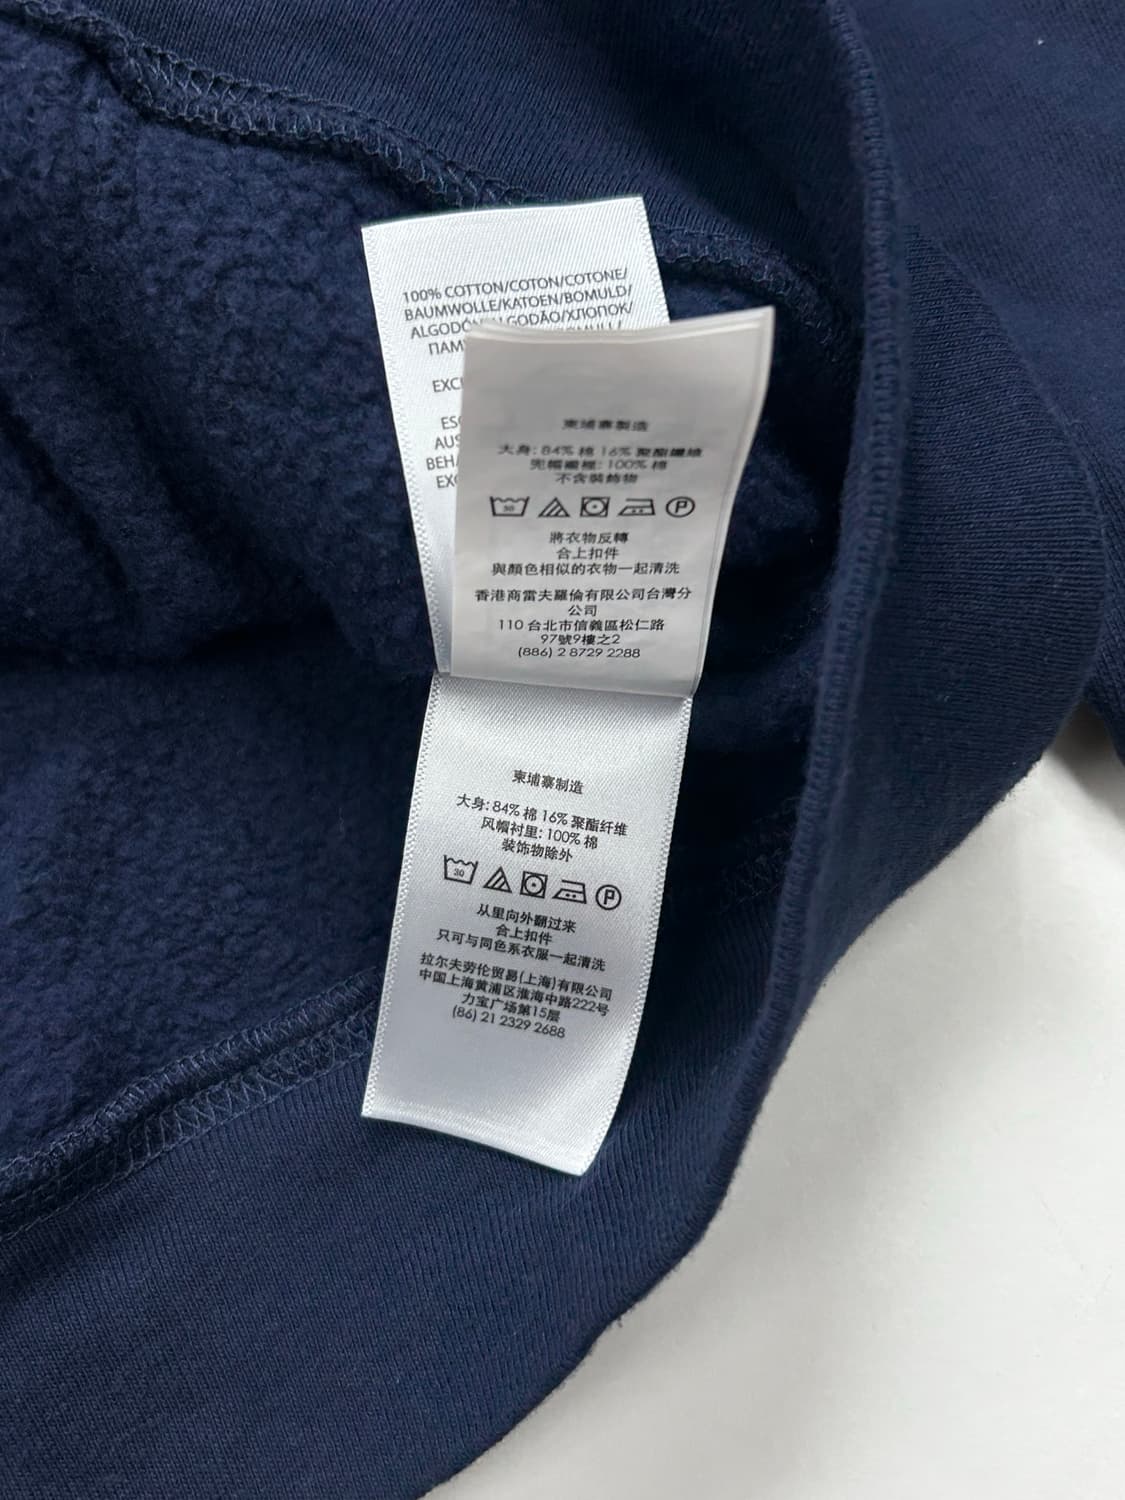 100% COTTON/COTON/COTONE/
BAUMWOLLE/KATOEN/BOMULD/
ALGODÓN/ALGODÃO/ХЛОПОК/
ПАМ
EXC
ES
AUS
BEHA
EXC
柬埔寨製造
大身: 84% 棉 16% 聚酯纖維
兜帽襯裡: 100% 棉
不含裝飾物
30
P
將衣物反轉
合上扣件
與顏色相似的衣物一起清洗
香港商雷夫羅倫有限公司台灣分
公司
110 台北市信義區松仁路
97號9樓之2
(886) 2 8729 2288
柬埔寨制造
大身: 84% 棉 16% 聚酯纤维
风帽衬里: 100% 棉
装饰物除外
30
P
从里向外翻过来
合上扣件
只可与同色系衣服一起清洗
拉尔夫劳伦贸易(上海)有限公司
中国上海黄浦区淮海中路222号
力宝广场第15层
(86) 21 2329 2688